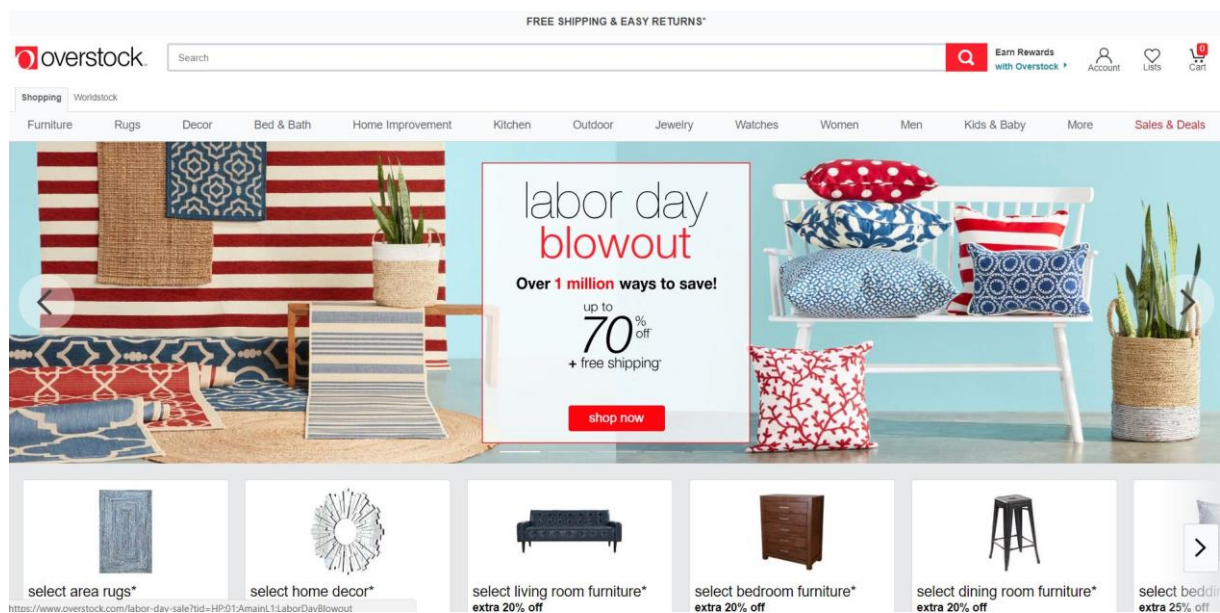 FREE SHIPPING & EASY RETURNS*
overstock.
Search
Earn Rewards
with Overstock
Account
Lists
0
Cart
Shopping Worldstock
Furniture Rugs Decor Bed & Bath Home Improvement Kitchen Outdoor Jewelry Watches Women Men Kids & Baby More Sales & Deals
labor day
blowout
Over 1 million ways to save!
up to
70% off*
+ free shipping*
shop now
select area rugs*
select home decor*
select living room furniture*
extra 20% off
select bedroom furniture*
extra 20% off
select dining room furniture*
extra 20% off
select beddi
extra 25% off
https://www.overstock.com/labor-day-sale?tid=HP:01:AmainL1:LaborDayBlowout